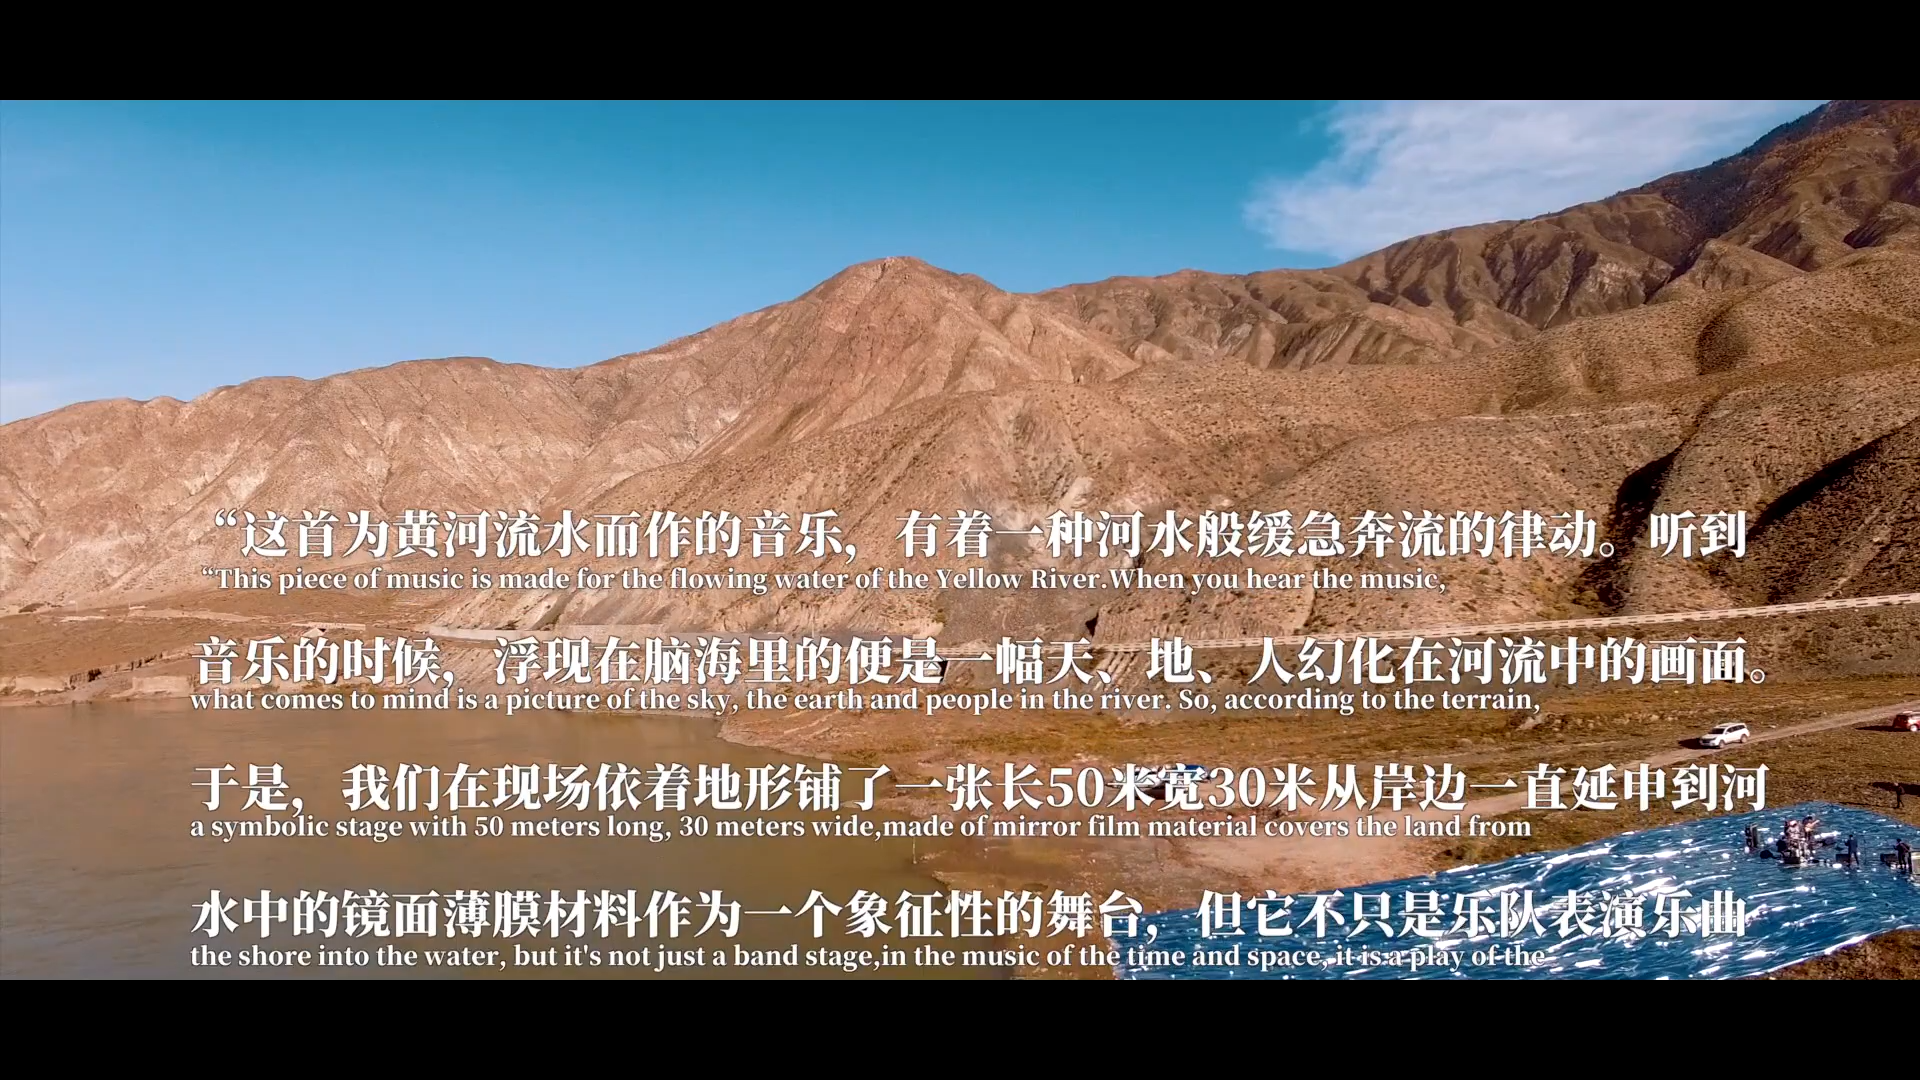 “这首为黄河流水而作的音乐，有着一种河水般缓急奔流的律动。听到
“This piece of music is made for the flowing water of the Yellow River.When you hear the music,
音乐的时候，浮现在脑海里的便是一幅天、地、人幻化在河流中的画面。
what comes to mind is a picture of the sky, the earth and people in the river. So, according to the terrain,
于是，我们在现场依着地形铺了一张长50米宽30米从岸边一直延申到河
a symbolic stage with 50 meters long, 30 meters wide,made of mirror film material covers the land from
水中的镜面薄膜材料作为一个象征性的舞台，但它不只是乐队表演乐曲
the shore into the water, but it's not just a band stage,in the music of the time and space, it is a play of the